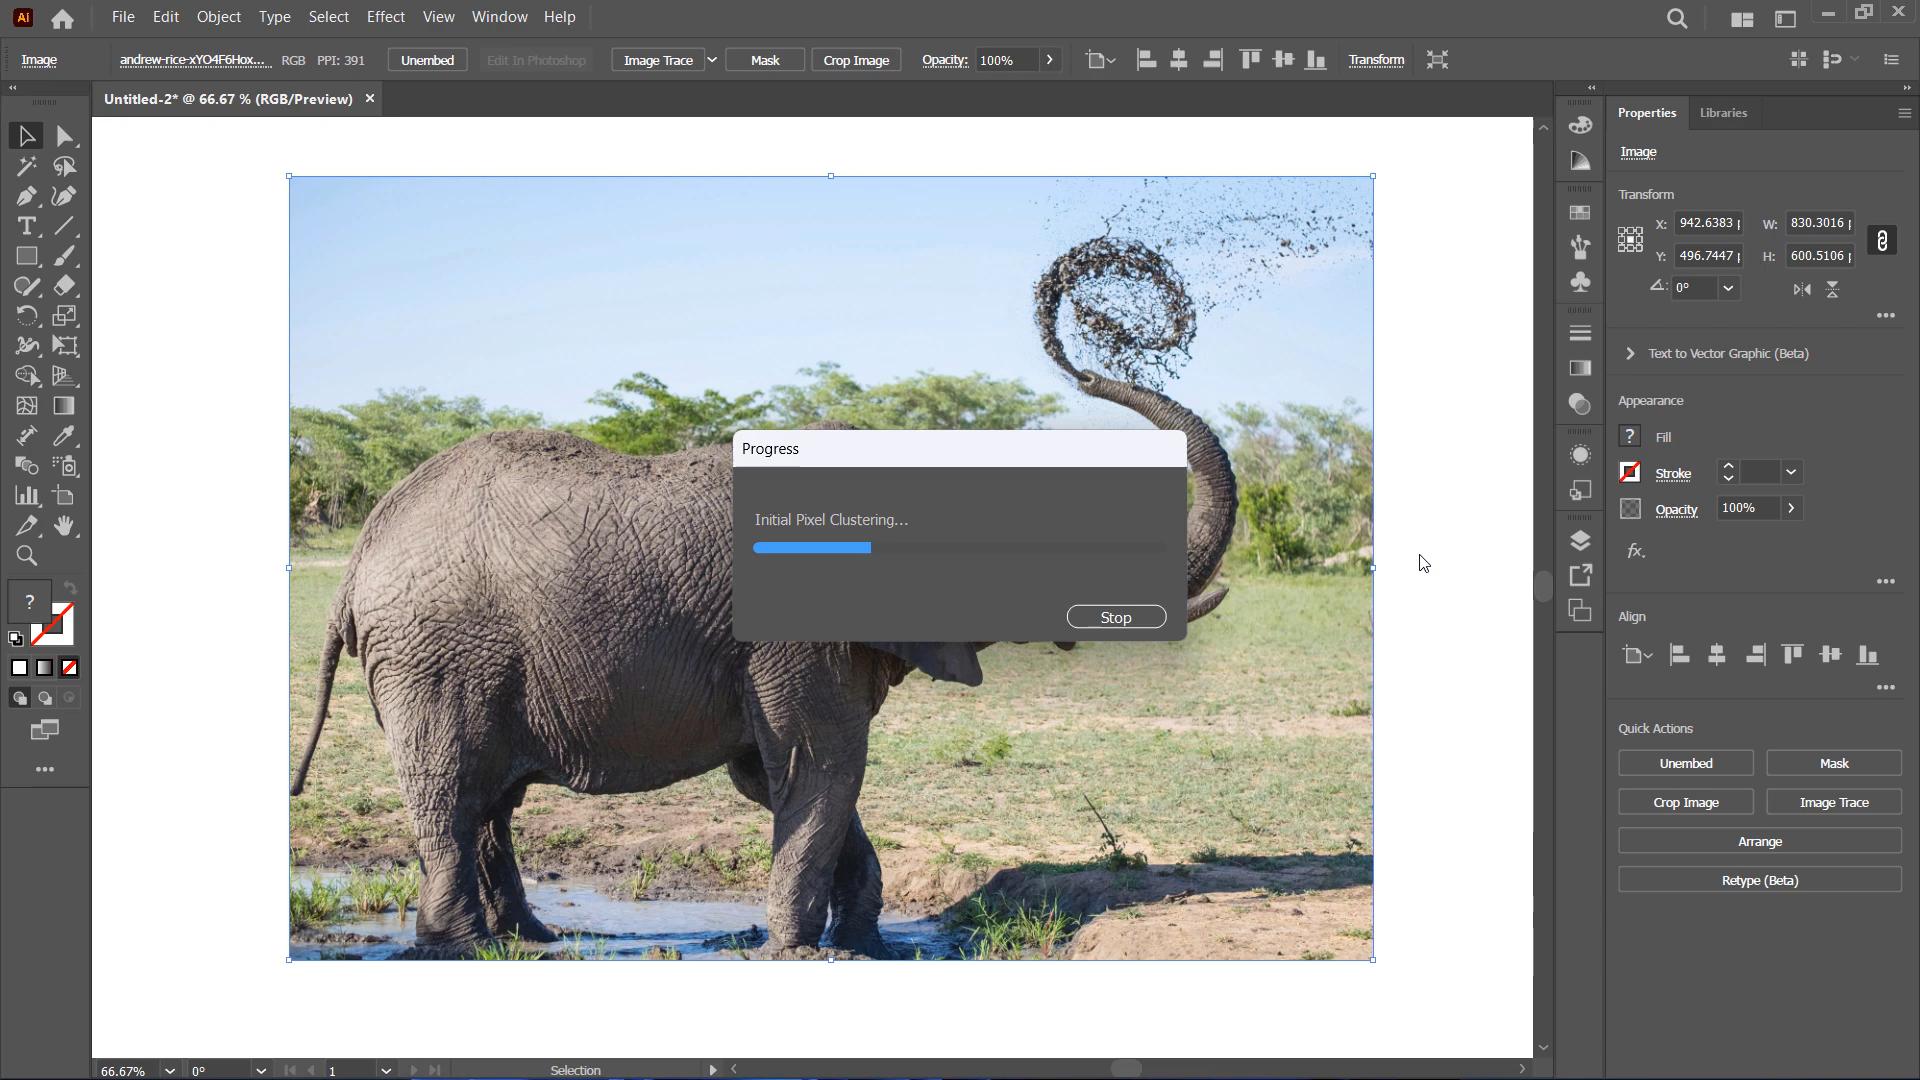 Ai File Edit Object Type Select Effect View Window Help
Image andrew-rice-xYO4F6Hox... RGB PPI: 391 Unembed Edit In Photoshop Image Trace Mask Crop Image Opacity: 100% Transform
Untitled-2* @ 66.67 % (RGB/Preview)
Properties Libraries
Image
Transform
X: 942.6383 W: 830.3016
Y: 496.7447 H: 600.5106
0°
Text to Vector Graphic (Beta)
Appearance
? Fill
Stroke
Opacity 100%
fx.
Align
Quick Actions
Unembed Mask
Crop Image Image Trace
Arrange
Retype (Beta)
Progress
Initial Pixel Clustering...
Stop
T
?
66.67% 0° 1 Selection